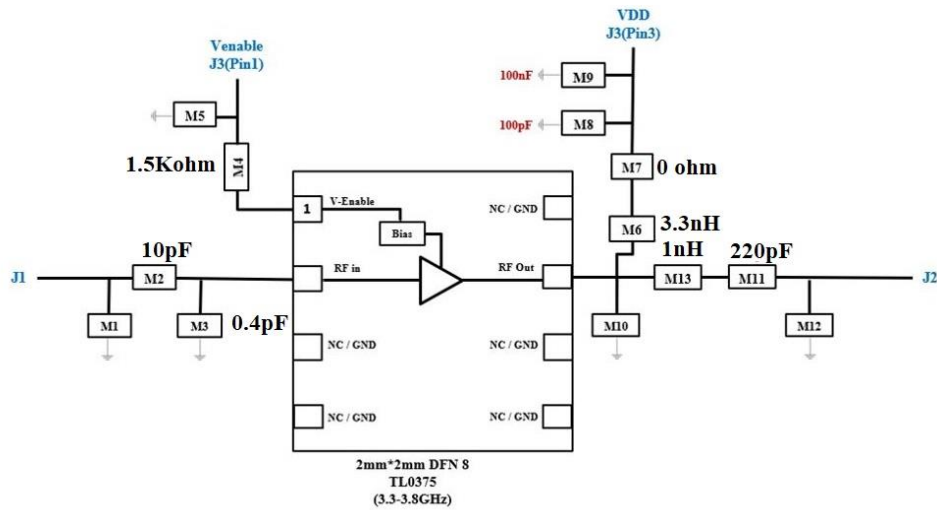 VDD
J3(Pin3)
Venable
J3(Pin1)
100nF
M9
M5
100pF
M8
1.5Kohm
M4
M7
0 ohm
1
V-Enable
NC / GND
Bias
M6
3.3nH
1nH
10pF
220pF
J1
M2
RF in
RF Out
M13
M11
J2
M1
M3
0.4pF
M10
M12
NC / GND
NC / GND
NC / GND
NC / GND
2mm*2mm DFN 8
TL0375
(3.3-3.8GHz)